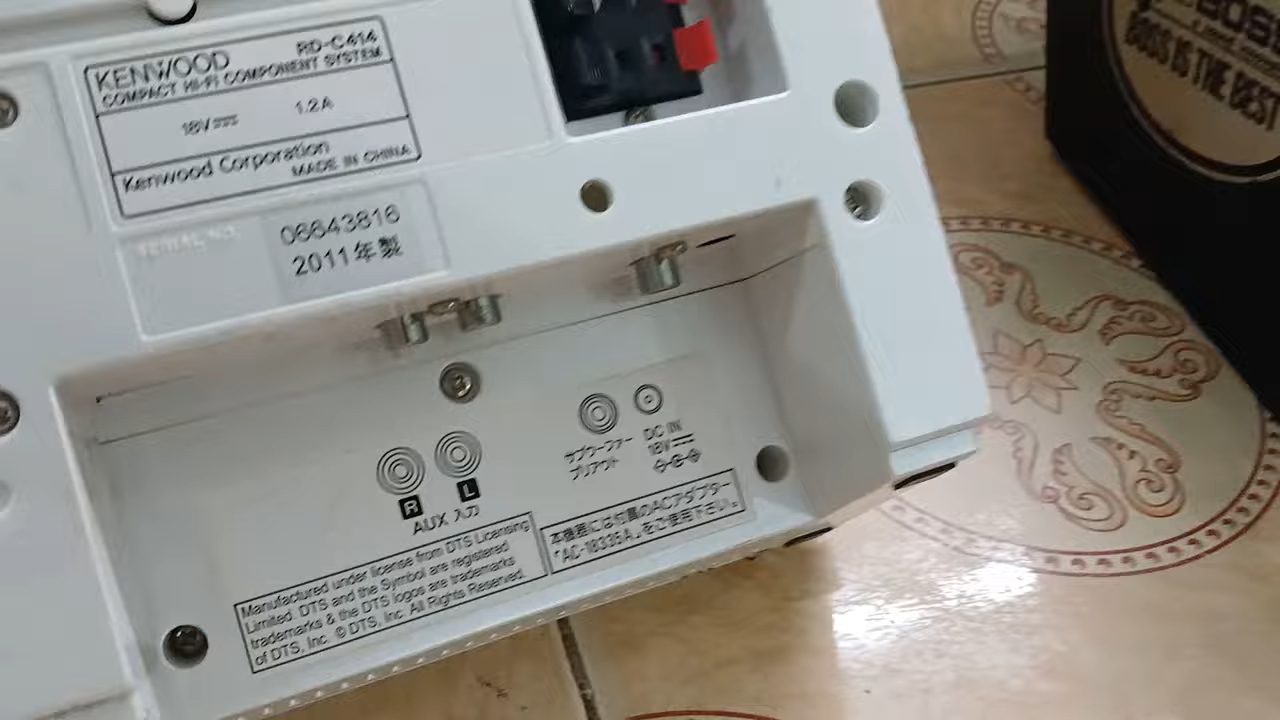 KENWOOD RD-C414
COMPACT HI-FI COMPONENT SYSTEM
18V 1.2A
Kenwood Corporation
MADE IN CHINA
SERIAL NO.
06643816
2011年製
サブウーファー
プリアウト
DC IN
18V
R L
AUX 入力
Manufactured under license from DTS Licensing
Limited. DTS and the Symbol are registered
trademarks & the DTS logos are trademarks
of DTS, Inc. © DTS, Inc. All Rights Reserved.
本機器には付属のACアダプター
「AC-18335A」をご使用下さい。
BOSS
BOSS IS THE BEST